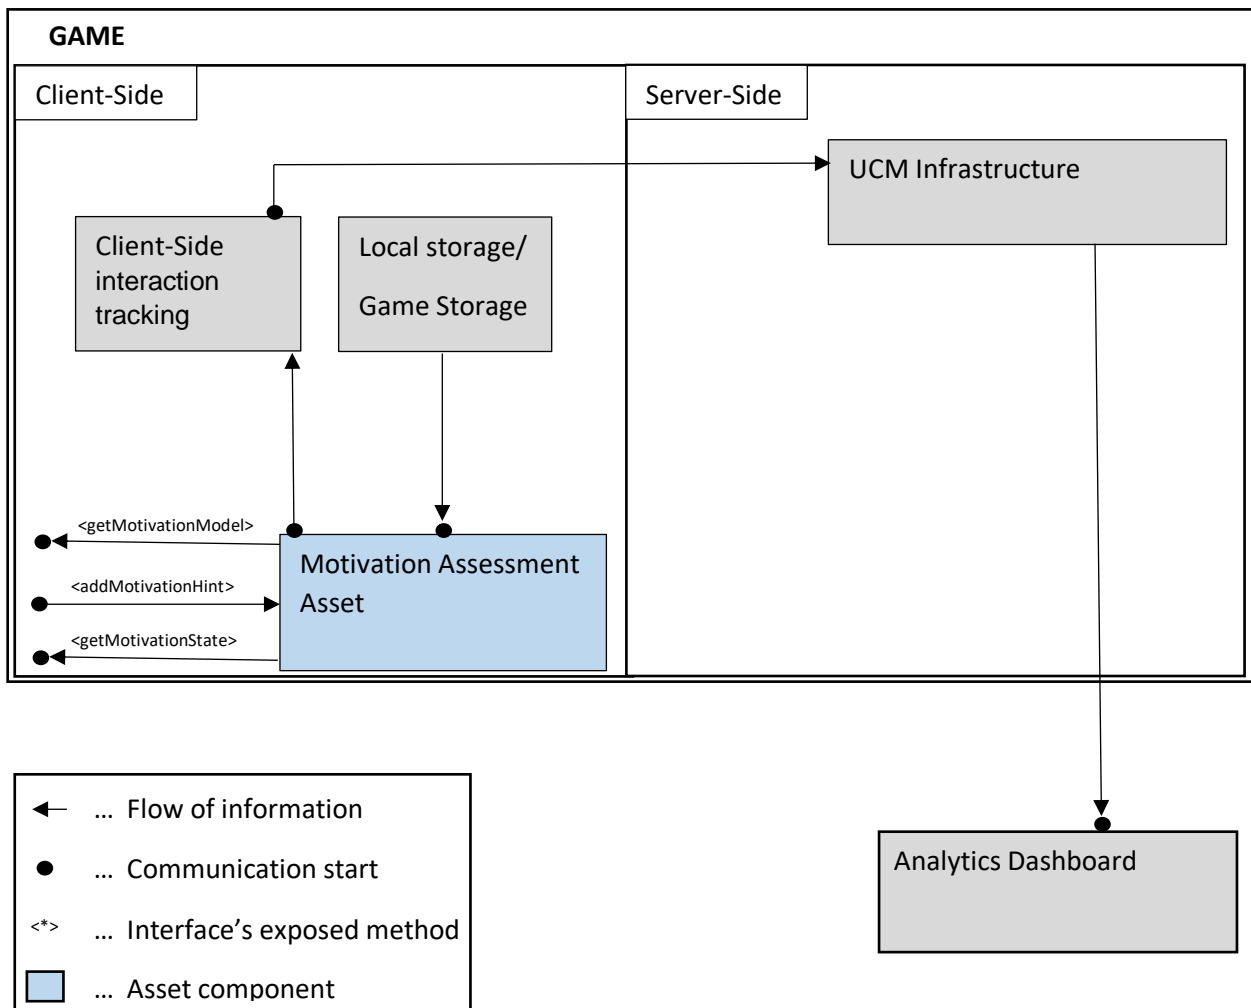 GAME
Client-Side
Server-Side
UCM Infrastructure
Client-Side
interaction
tracking
Local storage/
Game Storage
<getMotivationModel>
<addMotivationHint>
<getMotivationState>
Motivation Assessment
Asset
... Flow of information
... Communication start
<*> ... Interface’s exposed method
... Asset component
Analytics Dashboard